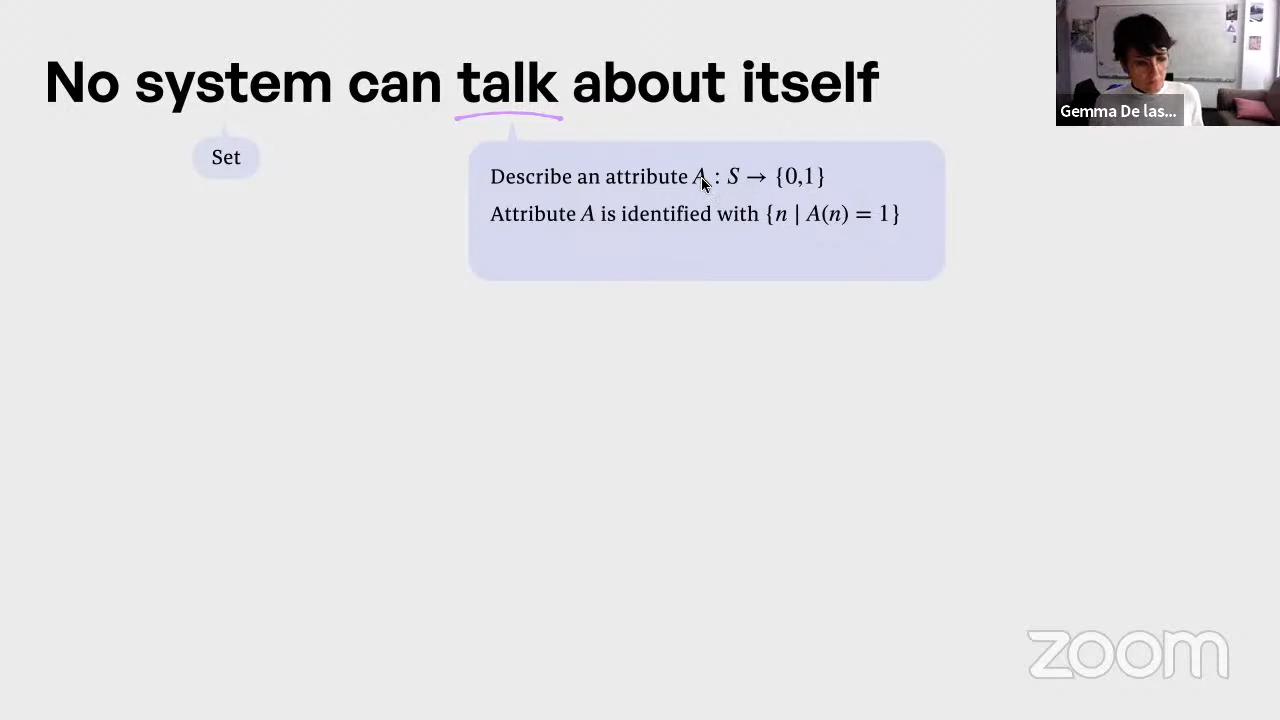 No system can talk about itself
Gemma De las...
Set
Describe an attribute A : S → {0,1}
Attribute A is identified with {n | A(n) = 1}
zoom